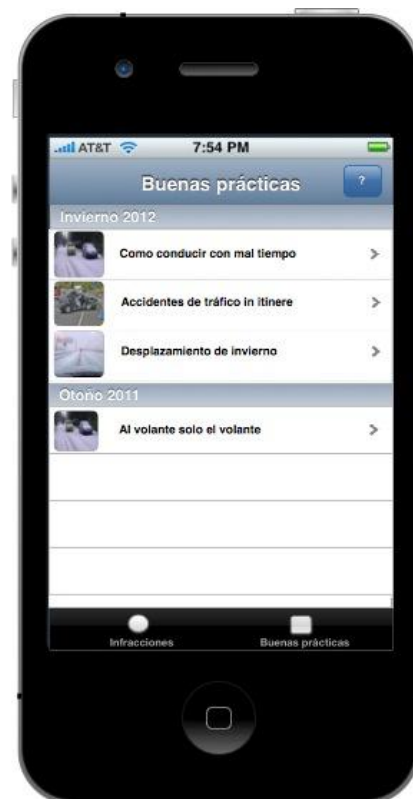 AT&T 7:54 PM
Buenas prácticas ?
Invierno 2012
Como conducir con mal tiempo
Accidentes de tráfico in itinere
Desplazamiento de invierno
Otoño 2011
Al volante solo el volante
Infracciones Buenas prácticas